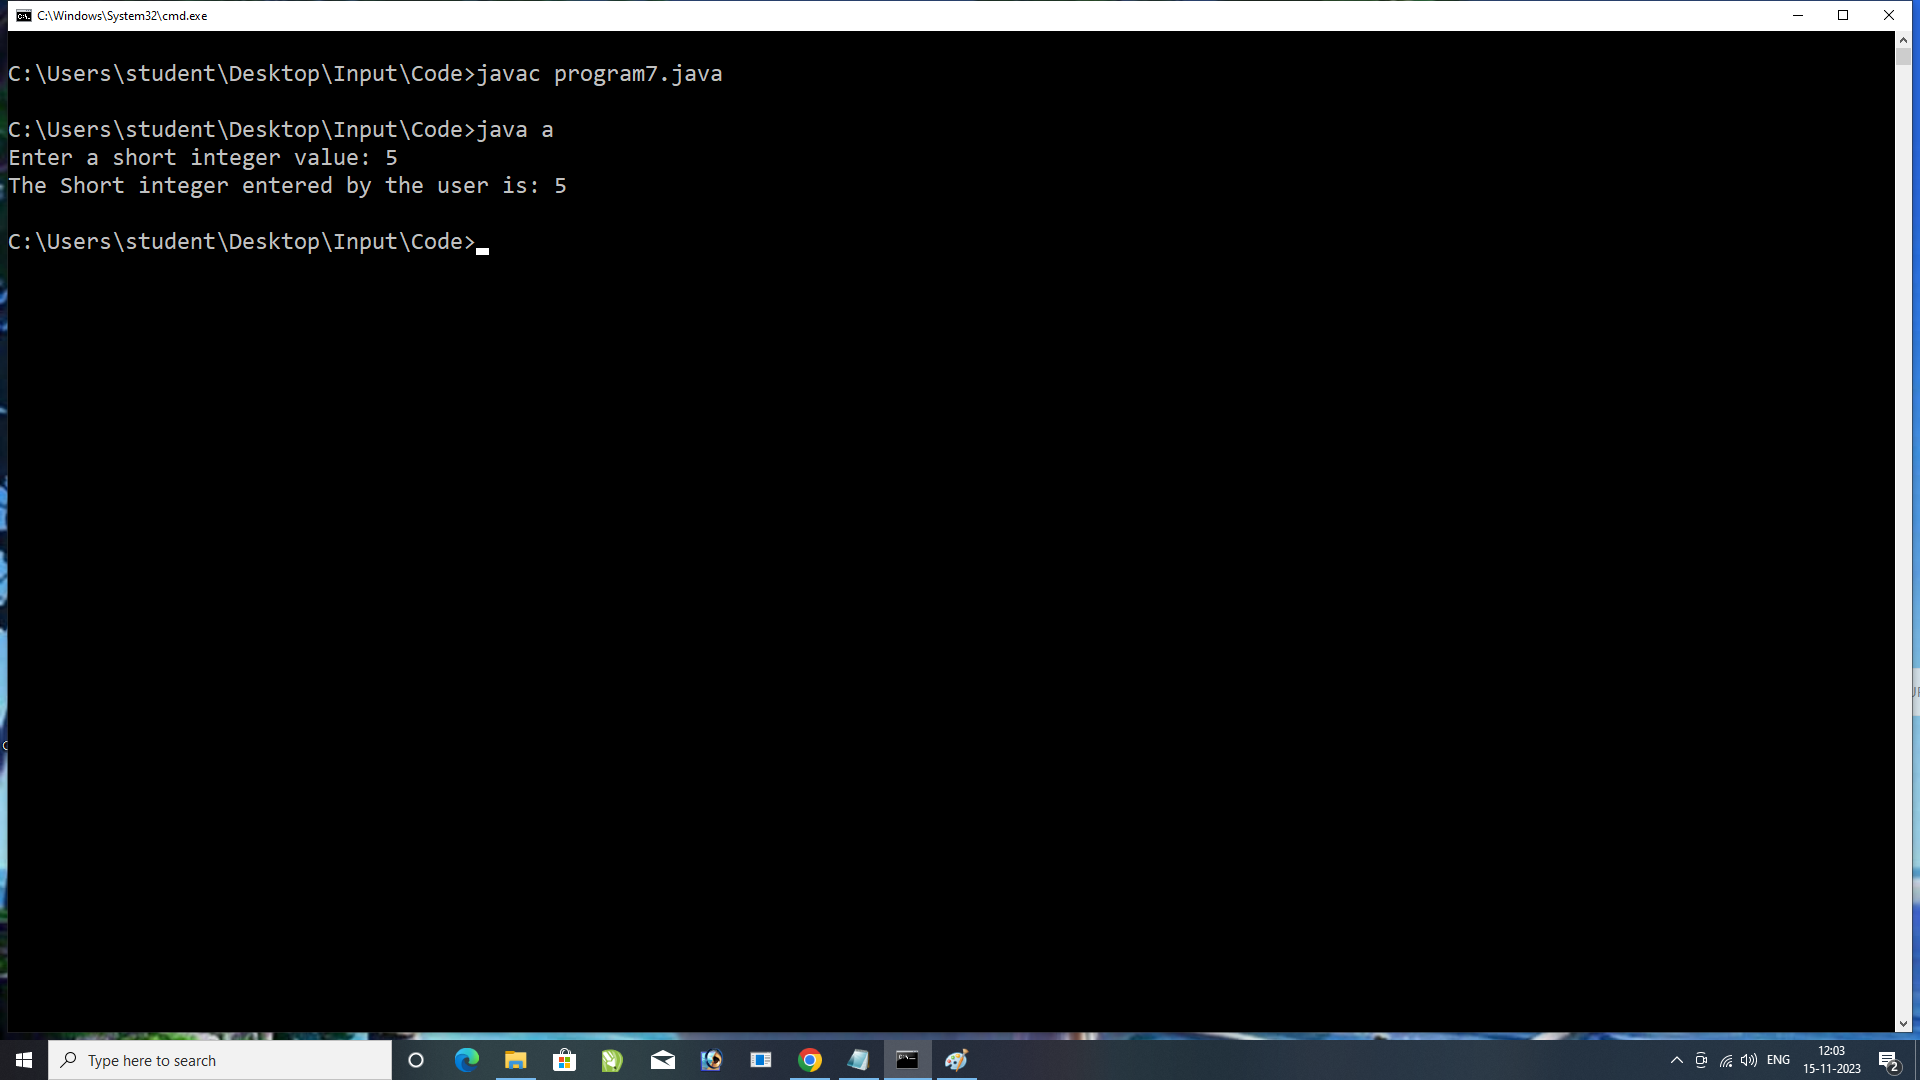 C:\Windows\System32\cmd.exe
C:\Users\student\Desktop\Input\Code>javac program7.java
C:\Users\student\Desktop\Input\Code>java a
Enter a short integer value: 5
The Short integer entered by the user is: 5
C:\Users\student\Desktop\Input\Code>
Type here to search
ENG
12:03
15-11-2023
2